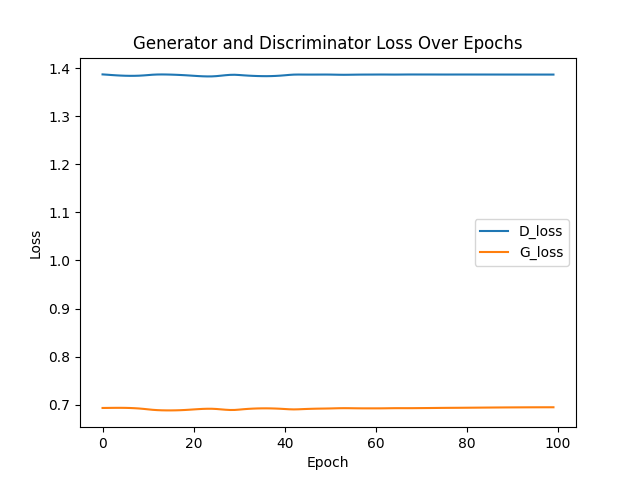 Generator and Discriminator Loss Over Epochs
1.4
1.3
1.2
1.1
1.0
0.9
0.8
0.7
Loss
D_loss
G_loss
0 20 40 60 80 100
Epoch